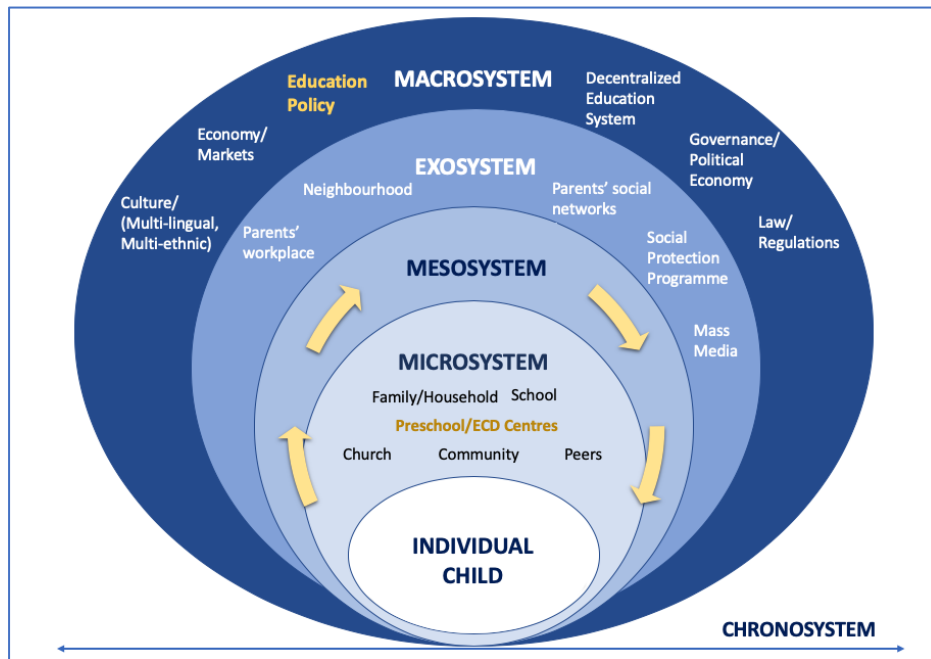 MACROSYSTEM
Education
Policy
Decentralized
Education
System
Economy/
Markets
Governance/
Political
Economy
Culture/
(Multi-lingual,
Multi-ethnic)
Law/
Regulations
EXOSYSTEM
Neighbourhood
Parents' social
networks
Parents'
workplace
Social
Protection
Programme
Mass
Media
MESOSYSTEM
MICROSYSTEM
Family/Household
School
Preschool/ECD Centres
Church
Community
Peers
INDIVIDUAL
CHILD
CHRONOSYSTEM